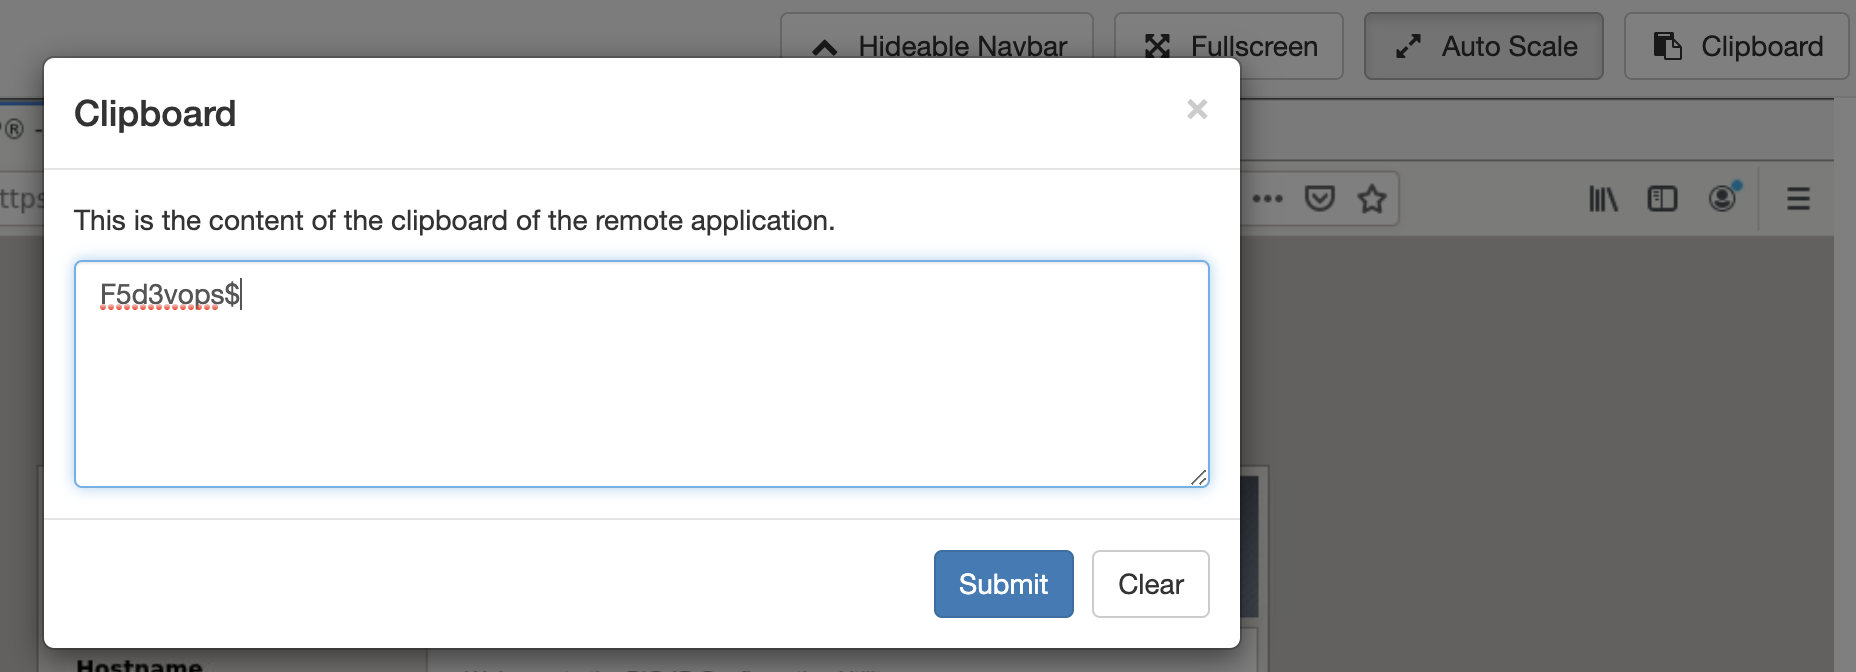 Hideable Navbar Fullscreen Auto Scale Clipboard
Clipboard
® -
ttps
This is the content of the clipboard of the remote application.
F5d3vops$
Submit Clear
Hostname